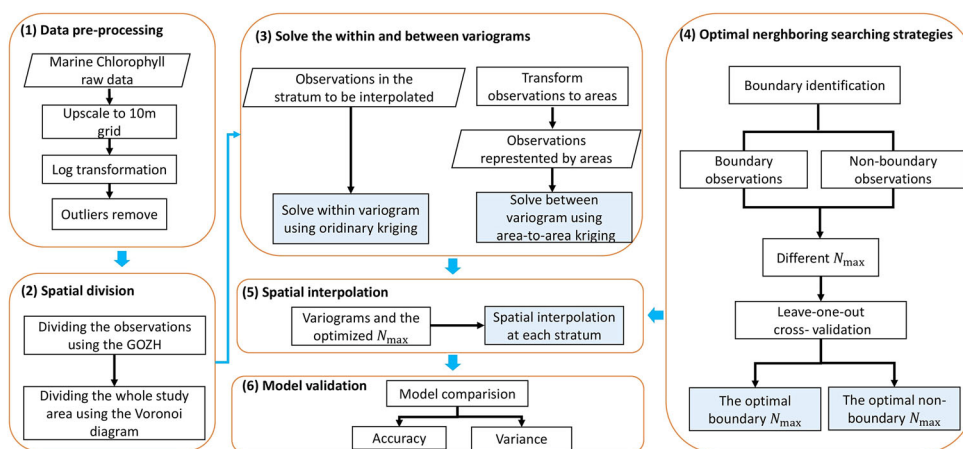 (1) Data pre-processing
Marine Chlorophyll
raw data
Upscale to 10m
grid
Log transformation
Outliers remove
(2) Spatial division
Dividing the observations
using the GOZH
Dividing the whole study
area using the Voronoi
diagram
(3) Solve the within and between variograms
Observations in the
stratum to be interpolated
Solve within variogram
using oridinary kriging
Transform
observations to areas
Observations
represtented by areas
Solve between
variogram using
area-to-area kriging
(4) Optimal nerghboring searching strategies
Boundary identification
Boundary
observations
Non-boundary
observations
Different N_max
Leave-one-out
cross- validation
The optimal
boundary N_max
The optimal non-
boundary N_max
(5) Spatial interpolation
Variograms and the
optimized N_max
Spatial interpolation
at each stratum
(6) Model validation
Model comparision
Accuracy
Variance